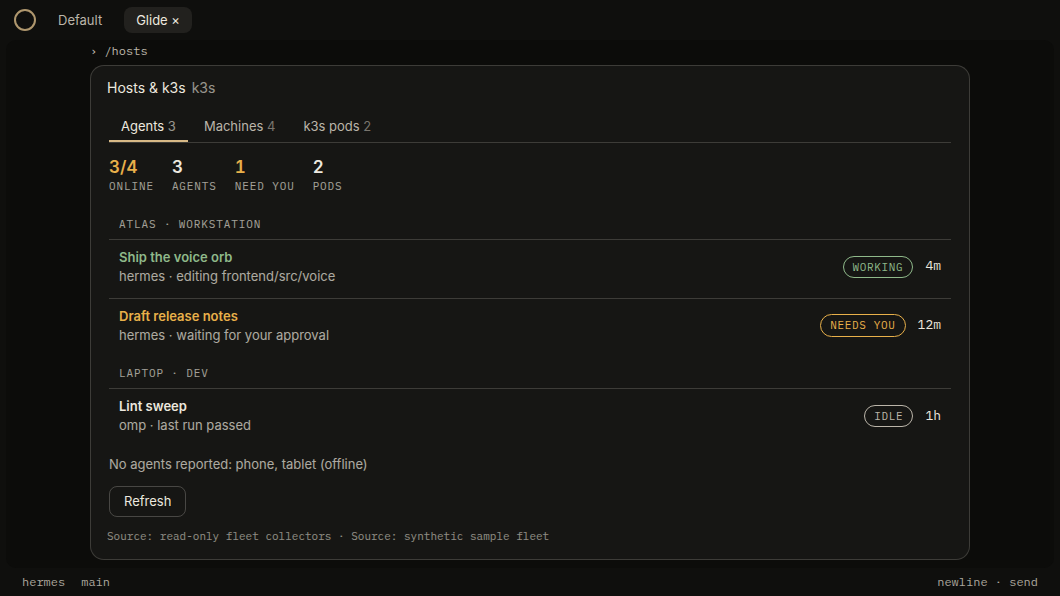 Default
Glide ×
› /hosts
Hosts & k3s k3s
Agents 3
Machines 4
k3s pods 2
3/4
ONLINE
3
AGENTS
1
NEED YOU
2
PODS
ATLAS · WORKSTATION
Ship the voice orb
hermes · editing frontend/src/voice
WORKING
4m
Draft release notes
hermes · waiting for your approval
NEEDS YOU
12m
LAPTOP · DEV
Lint sweep
omp · last run passed
IDLE
1h
No agents reported: phone, tablet (offline)
Refresh
Source: read-only fleet collectors · Source: synthetic sample fleet
hermes main
newline · send